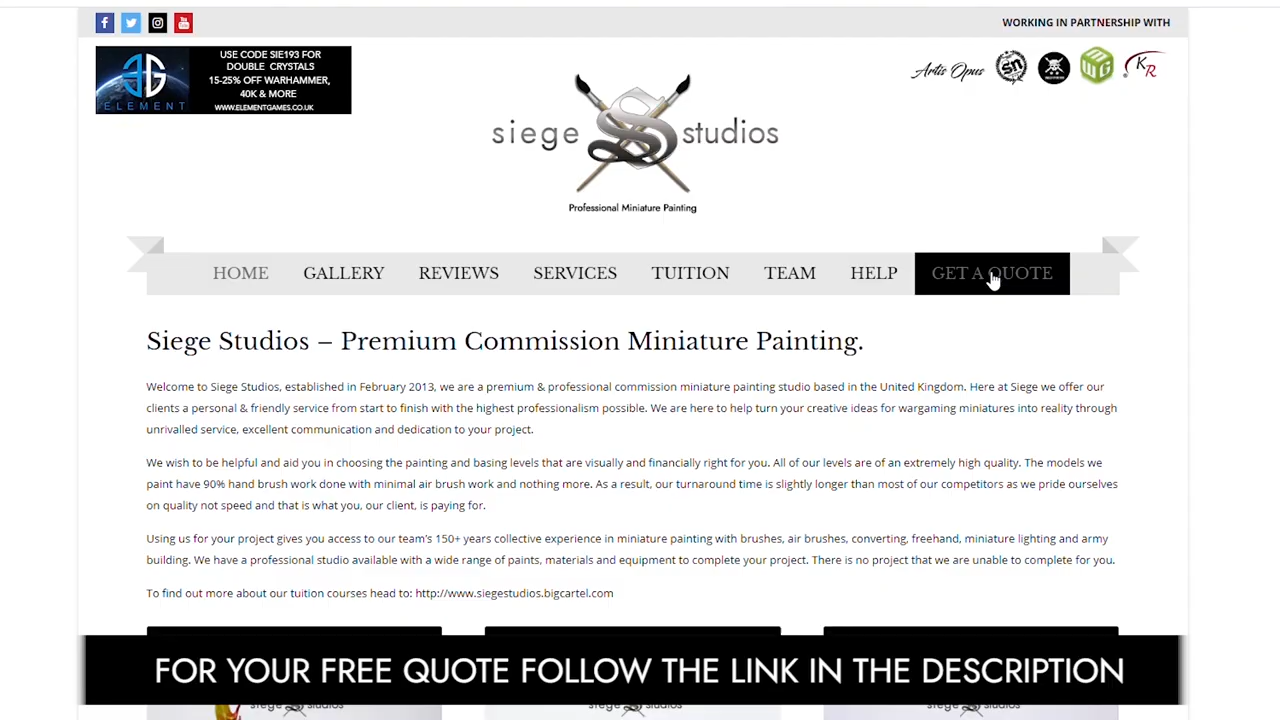 WORKING IN PARTNERSHIP WITH
USE CODE SIE193 FOR
DOUBLE CRYSTALS
15-25% OFF WARHAMMER,
40K & MORE
WWW.ELEMENTGAMES.CO.UK
ELEMENT
Artis Opus
KR
siege studios
Professional Miniature Painting
HOME GALLERY REVIEWS SERVICES TUITION TEAM HELP GET A QUOTE
Siege Studios – Premium Commission Miniature Painting.
Welcome to Siege Studios, established in February 2013, we are a premium & professional commission miniature painting studio based in the United Kingdom. Here at Siege we offer our
clients a personal & friendly service from start to finish with the highest professionalism possible. We are here to help turn your creative ideas for wargaming miniatures into reality through
unrivalled service, excellent communication and dedication to your project.
We wish to be helpful and aid you in choosing the painting and basing levels that are visually and financially right for you. All of our levels are of an extremely high quality. The models we
paint have 90% hand brush work done with minimal air brush work and nothing more. As a result, our turnaround time is slightly longer than most of our competitors as we pride ourselves
on quality not speed and that is what you, our client, is paying for.
Using us for your project gives you access to our team's 150+ years collective experience in miniature painting with brushes, air brushes, converting, freehand, miniature lighting and army
building. We have a professional studio available with a wide range of paints, materials and equipment to complete your project. There is no project that we are unable to complete for you.
To find out more about our tuition courses head to: http://www.siegestudios.bigcartel.com
FOR YOUR FREE QUOTE FOLLOW THE LINK IN THE DESCRIPTION